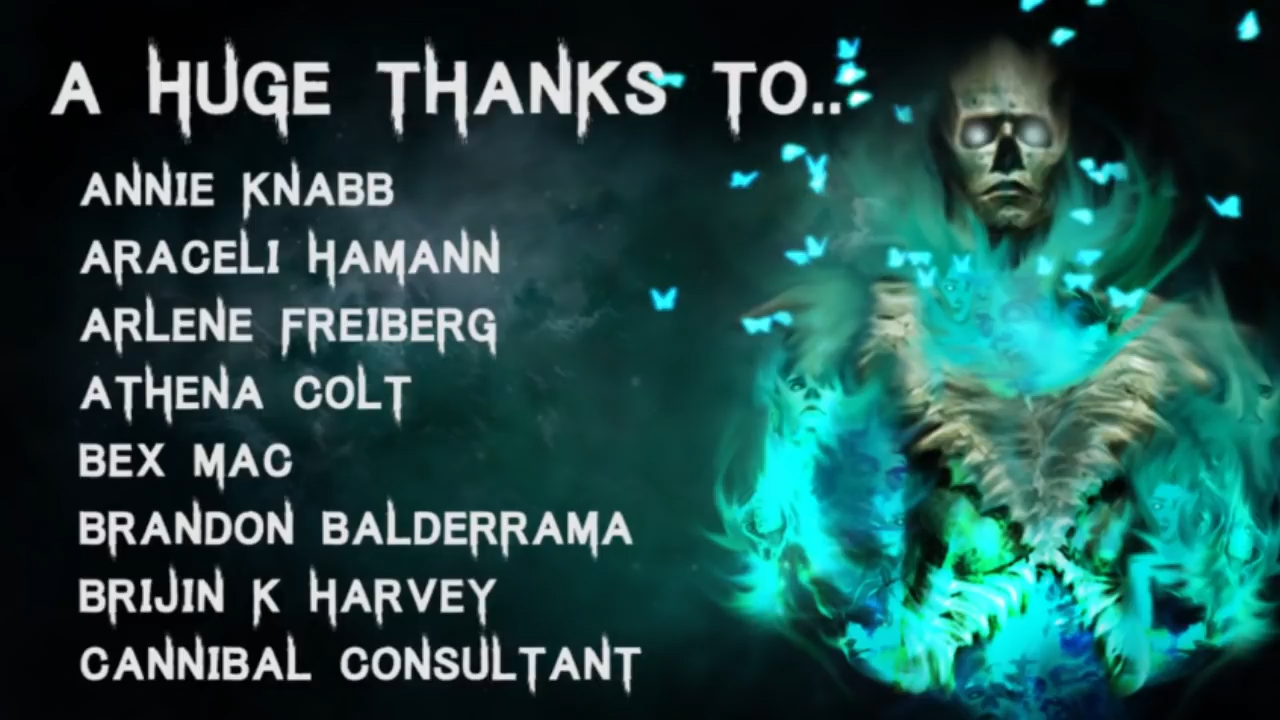 A HUGE THANKS TO..
ANNIE KNABB
ARACELI HAMANN
ARLENE FREIBERG
ATHENA COLT
BEX MAC
BRANDON BALDERRAMA
BRIJIN K HARVEY
CANNIBAL CONSULTANT